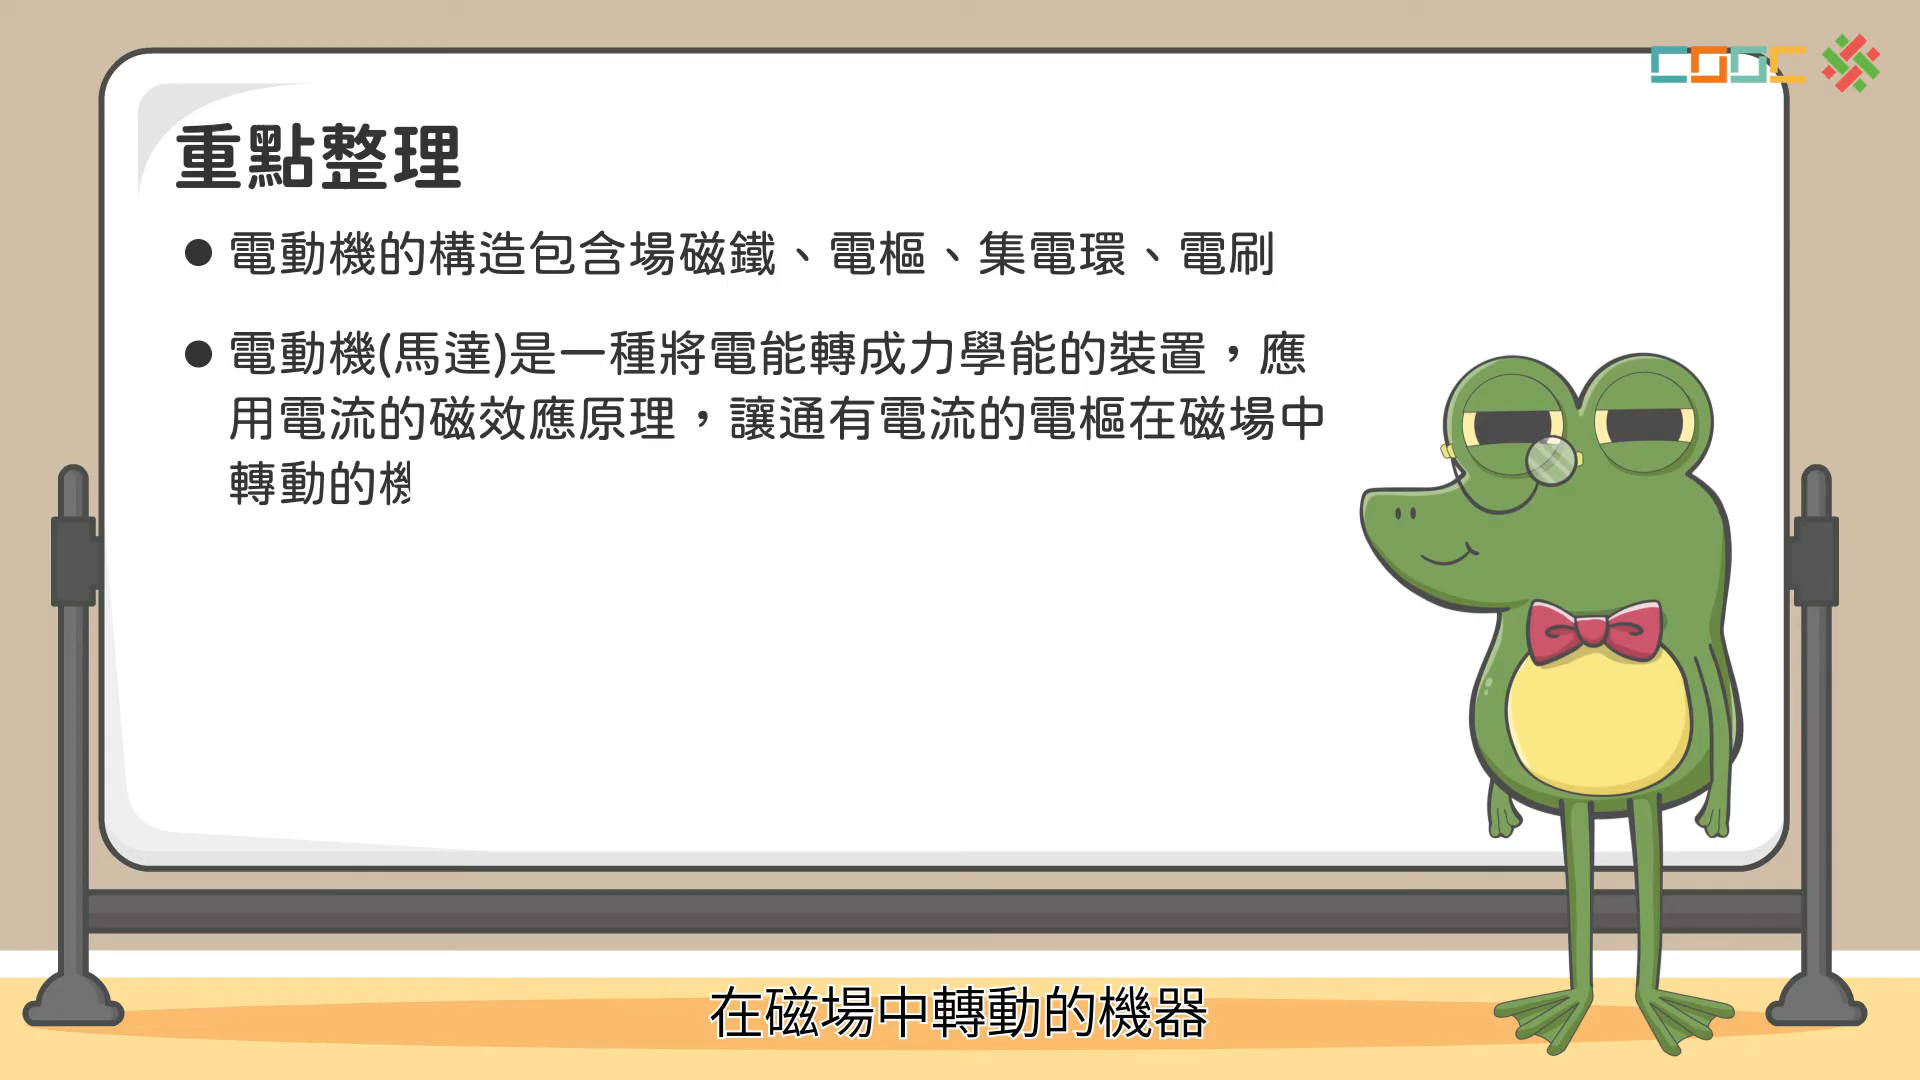 COOC
重點整理
●電動機的構造包含場磁鐵、電樞、集電環、電刷
●電動機(馬達)是一種將電能轉成力學能的裝置，應
用電流的磁效應原理，讓通有電流的電樞在磁場中
轉動的機
在磁場中轉動的機器